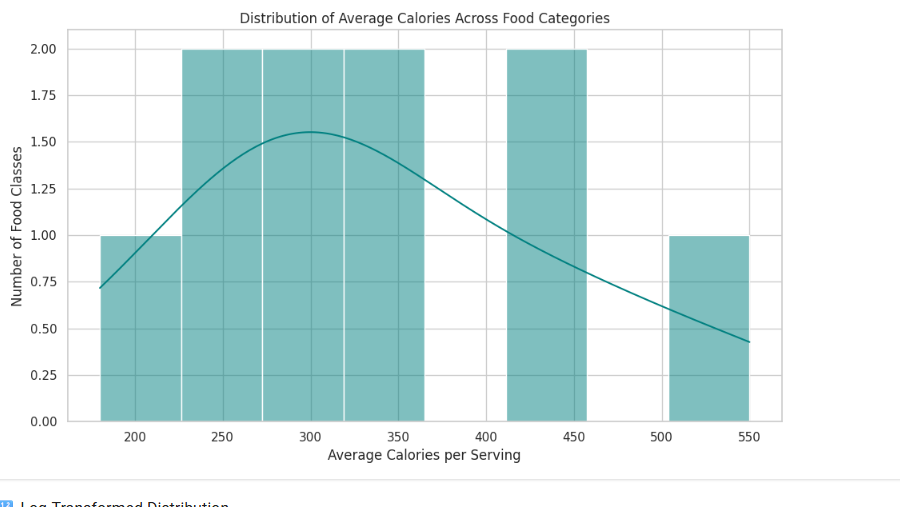 Distribution of Average Calories Across Food Categories
2.00
1.75
1.50
1.25
1.00
0.75
0.50
0.25
0.00
Number of Food Classes
200 250 300 350 400 450 500 550
Average Calories per Serving
Log-Transformed Distribution